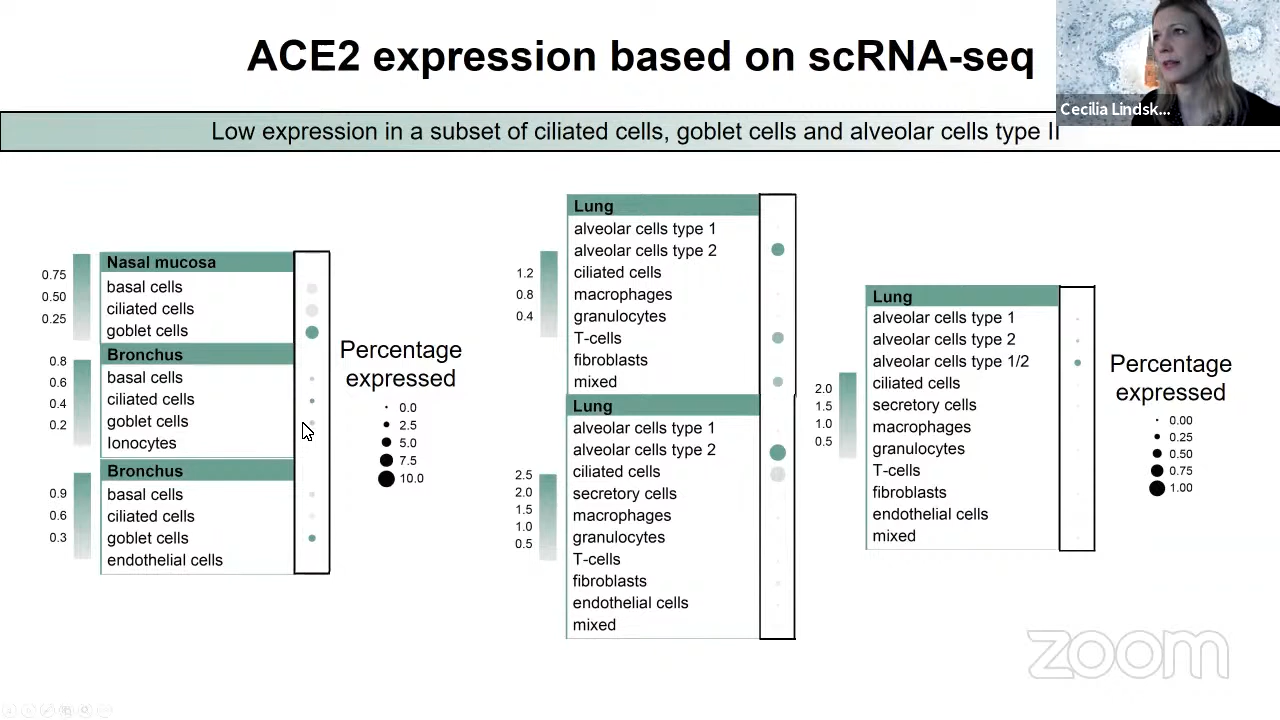 ACE2 expression based on scRNA-seq
Cecilia Lindsk...
Low expression in a subset of ciliated cells, goblet cells and alveolar cells type II
0.75
0.50
0.25
Nasal mucosa
basal cells
ciliated cells
goblet cells
0.8
0.6
0.4
0.2
Bronchus
basal cells
ciliated cells
goblet cells
Ionocytes
0.9
0.6
0.3
Bronchus
basal cells
ciliated cells
goblet cells
endothelial cells
Percentage
expressed
0.0
2.5
5.0
7.5
10.0
1.2
0.8
0.4
Lung
alveolar cells type 1
alveolar cells type 2
ciliated cells
macrophages
granulocytes
T-cells
fibroblasts
mixed
2.5
2.0
1.5
1.0
0.5
Lung
alveolar cells type 1
alveolar cells type 2
ciliated cells
secretory cells
macrophages
granulocytes
T-cells
fibroblasts
endothelial cells
mixed
2.0
1.5
1.0
0.5
Lung
alveolar cells type 1
alveolar cells type 2
alveolar cells type 1/2
ciliated cells
secretory cells
macrophages
granulocytes
T-cells
fibroblasts
endothelial cells
mixed
Percentage
expressed
0.00
0.25
0.50
0.75
1.00
zoom